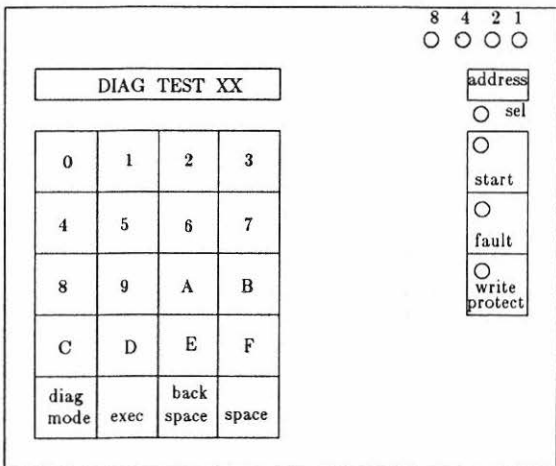 8 4 2 1
DIAG TEST XX
address
sel
0 1 2 3
start
4 5 6 7
fault
8 9 A B
write
protect
C D E F
diag
mode
exec
back
space
space